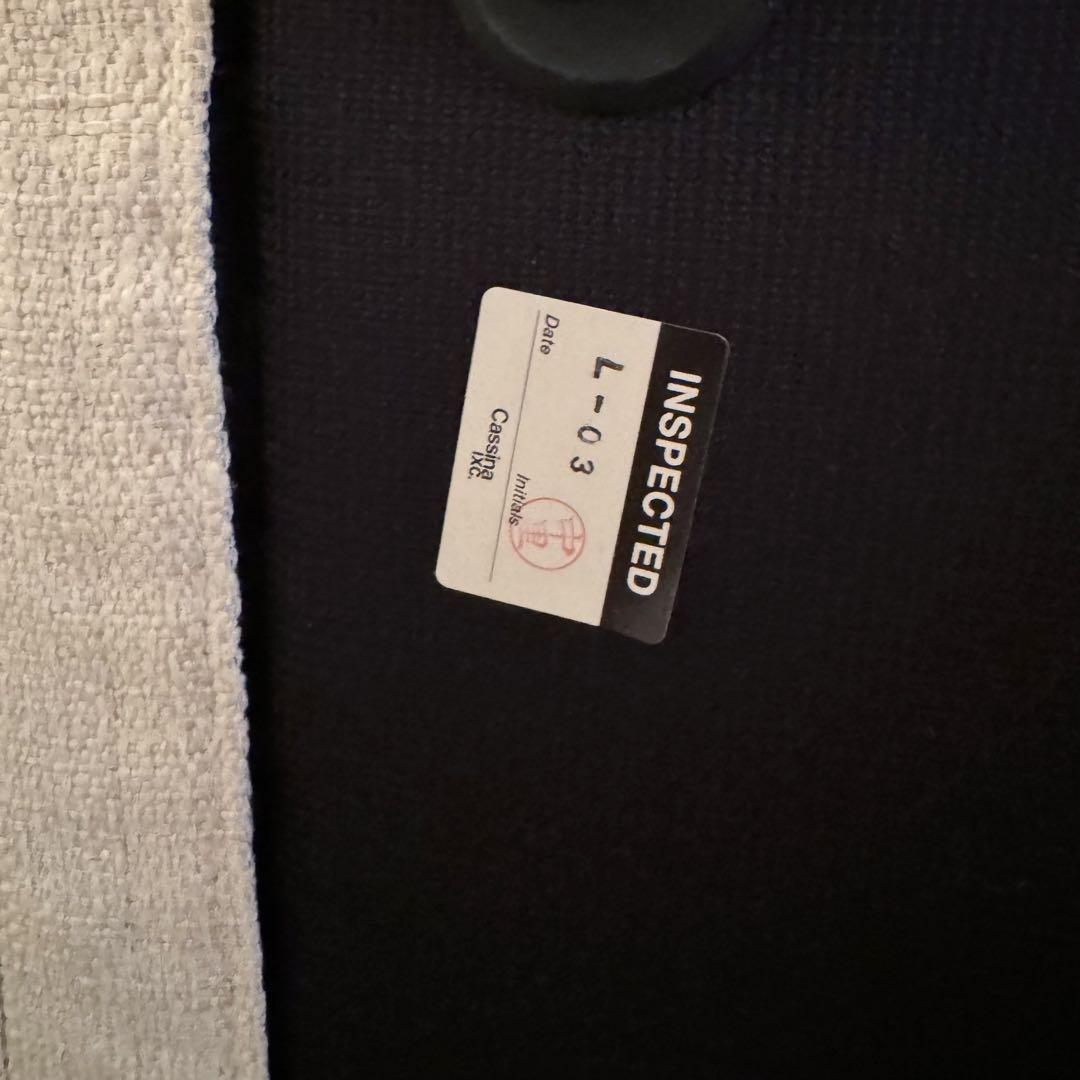 INSPECTED
L-03
Date
Initials
Cassina
ixc.